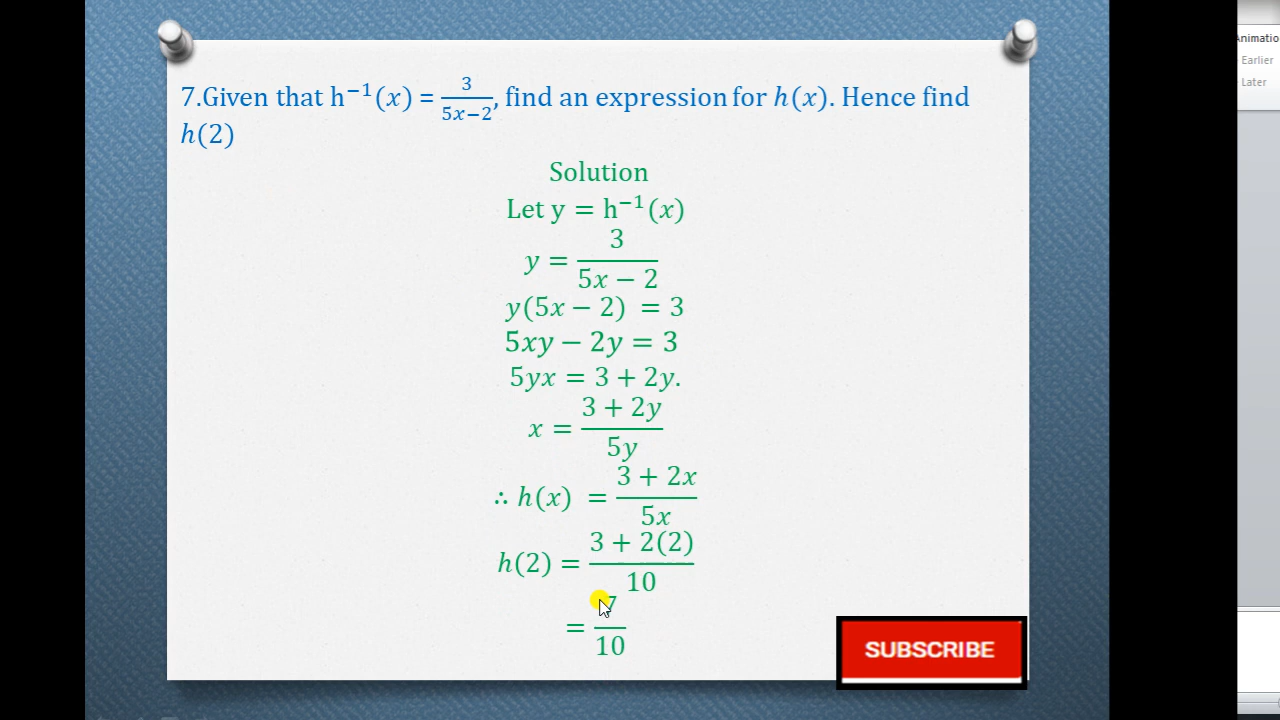 7.Given that h⁻¹(x) = 3/(5x−2), find an expression for h(x). Hence find
h(2)
Solution
Let y = h⁻¹(x)
y = 3/(5x − 2)
y(5x − 2) = 3
5xy − 2y = 3
5yx = 3 + 2y.
x = (3 + 2y)/(5y)
∴ h(x) = (3 + 2x)/(5x)
h(2) = (3 + 2(2))/10
= 7/10
SUBSCRIBE
Earlier
Later